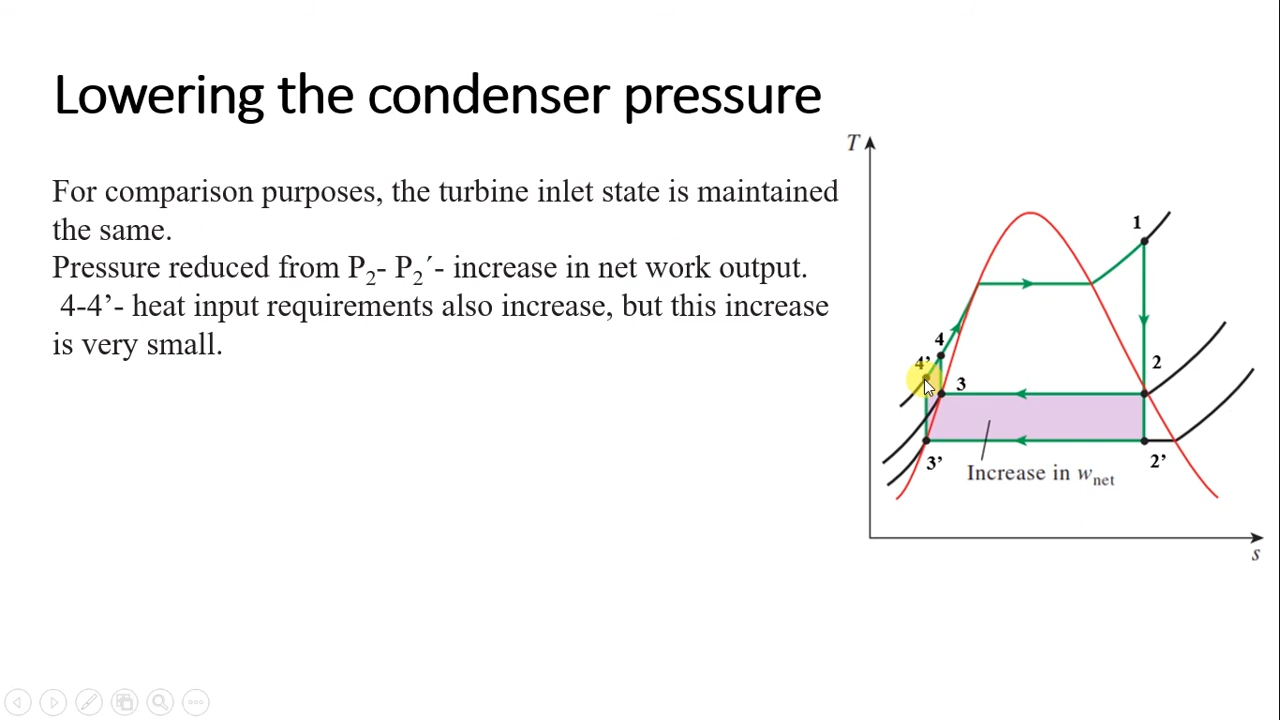 Lowering the condenser pressure
For comparison purposes, the turbine inlet state is maintained
the same.
Pressure reduced from P₂- P₂´- increase in net work output.
4-4’- heat input requirements also increase, but this increase
is very small.
T
1
4
2
4’
3
3’
2’
Increase in wnet
s